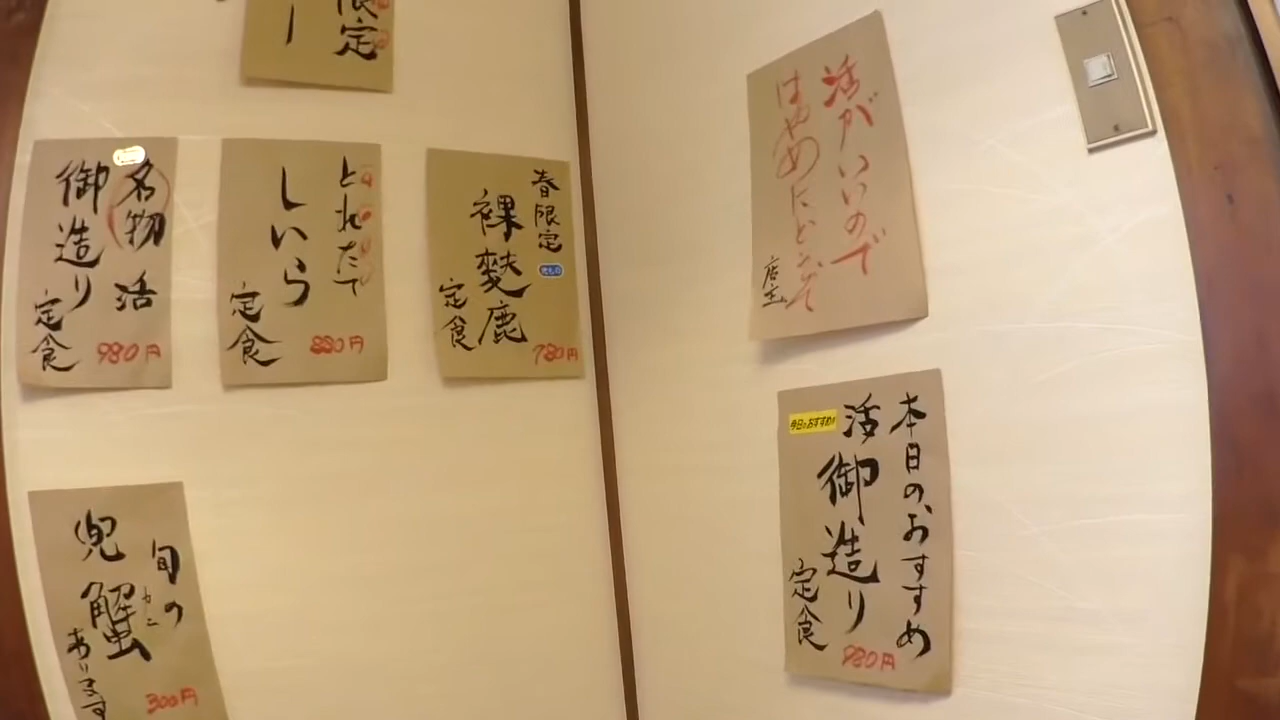 限定
ー
名物 活
御造り
定食
980円
とれたて
しいら
定食
880円
春限定
裸麩鹿
定食
780円
旬の
兜蟹
カニ
あります
300円
活がいいので
はやめにどうぞ
店主
本日のおすすめ
今日のおすすめ!!
活御造り
定食
980円